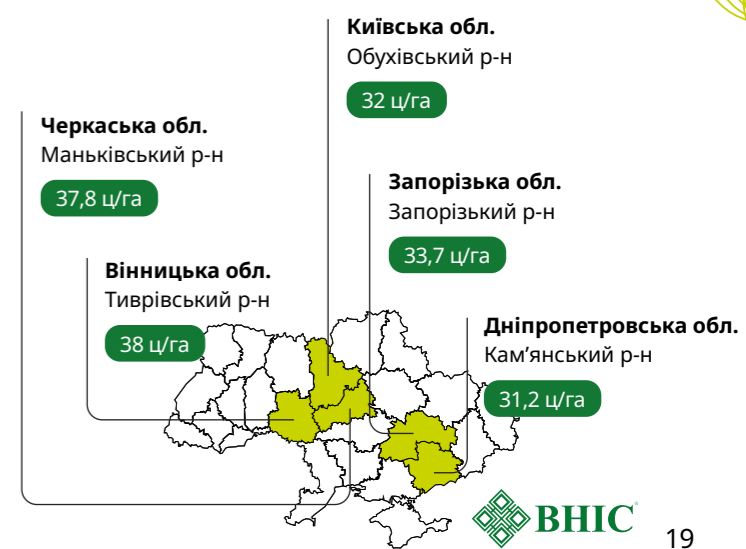 Київська обл.
Обухівський р-н
32 ц/га
Черкаська обл.
Маньківський р-н
37,8 ц/га
Запорізька обл.
Запорізький р-н
33,7 ц/га
Вінницька обл.
Тиврівський р-н
38 ц/га
Дніпропетровська обл.
Кам’янський р-н
31,2 ц/га
ВНІС
19